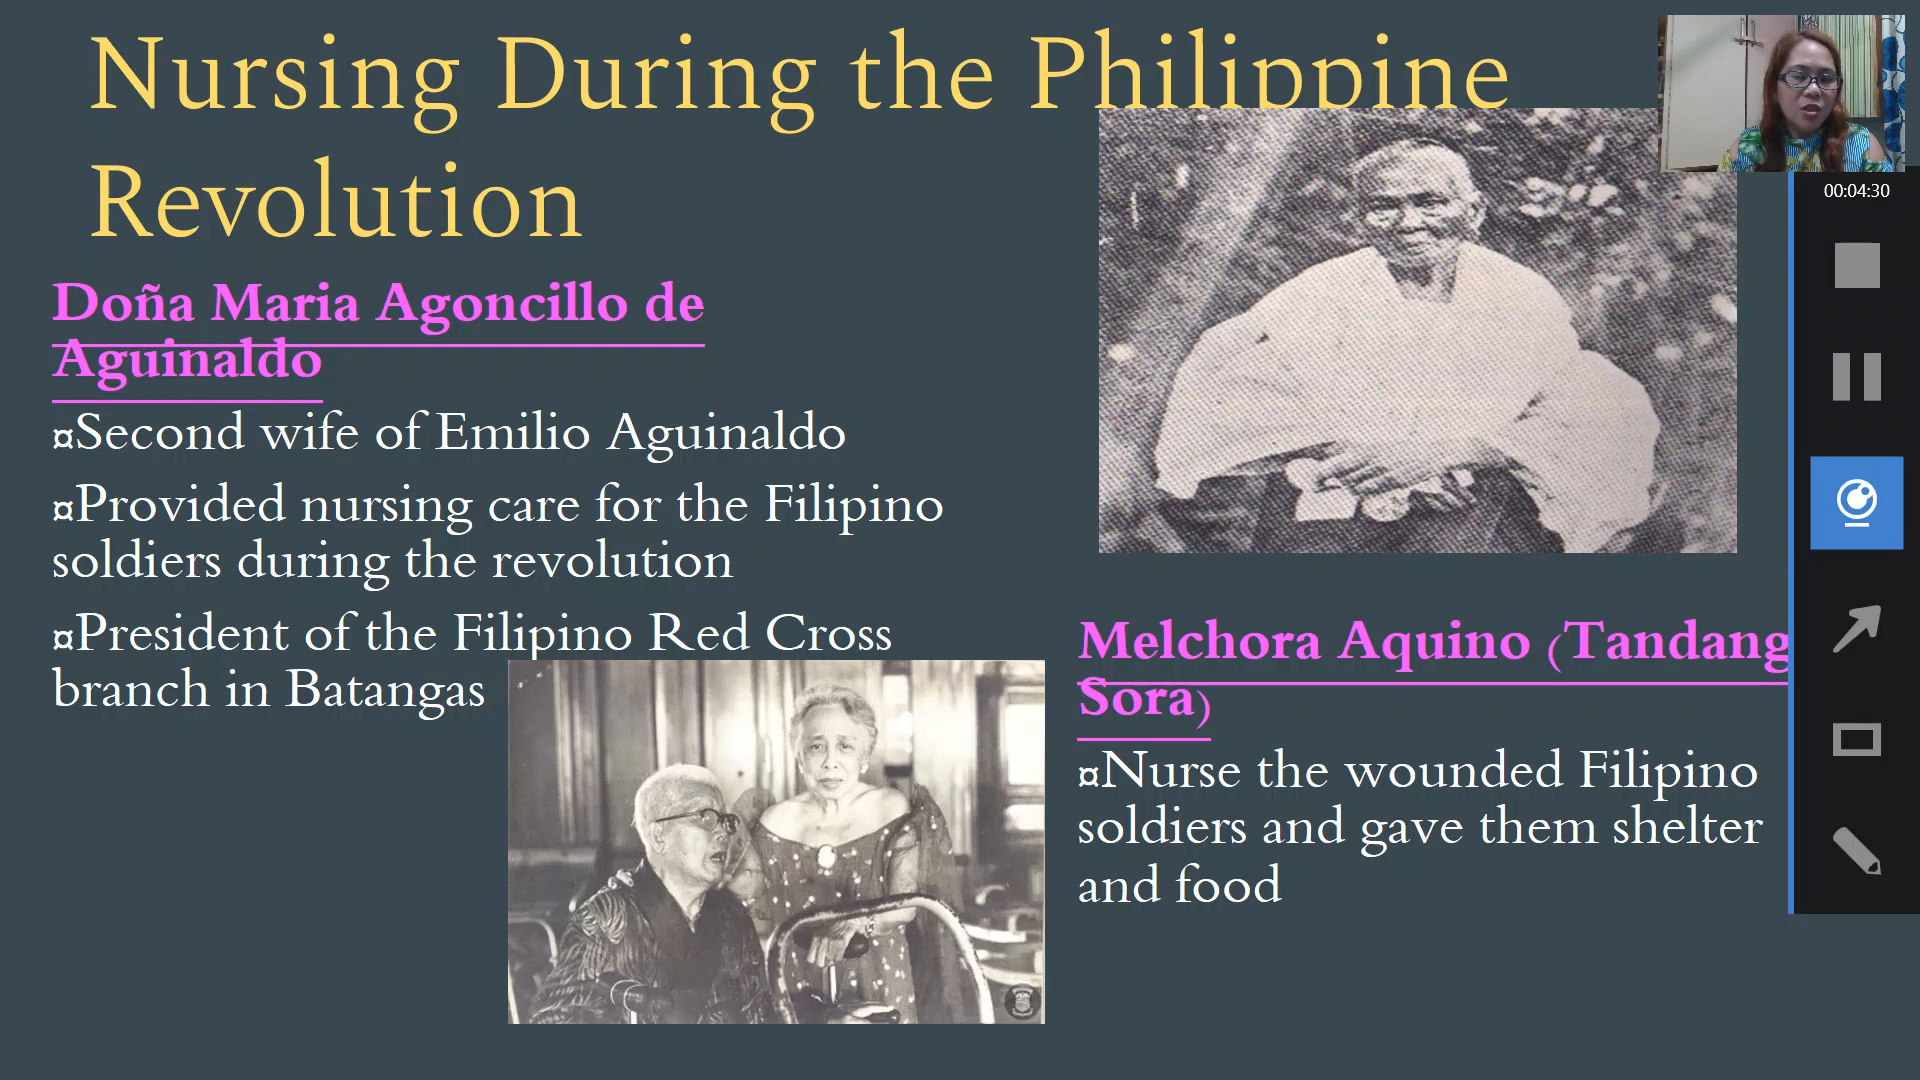 Nursing During the Philippine
Revolution
Doña Maria Agoncillo de
Aguinaldo
¤Second wife of Emilio Aguinaldo
¤Provided nursing care for the Filipino
soldiers during the revolution
¤President of the Filipino Red Cross
branch in Batangas
Melchora Aquino (Tandang
Sora)
¤Nurse the wounded Filipino
soldiers and gave them shelter
and food
00:04:30